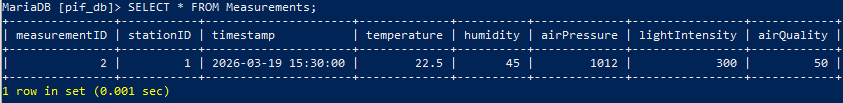 MariaDB [pif_db]> SELECT * FROM Measurements;
+---------------+-----------+---------------------+-------------+----------+-------------+----------------+------------+
| measurementID | stationID | timestamp           | temperature | humidity | airPressure | lightIntensity | airQuality |
+---------------+-----------+---------------------+-------------+----------+-------------+----------------+------------+
|             2 |         1 | 2026-03-19 15:30:00 |        22.5 |       45 |        1012 |            300 |         50 |
+---------------+-----------+---------------------+-------------+----------+-------------+----------------+------------+
1 row in set (0.001 sec)